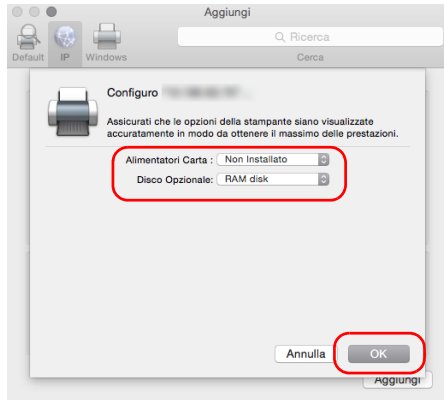 Aggiungi
Ricerca
Default IP Windows Cerca
Configuro
Assicurati che le opzioni della stampante siano visualizzate
accuratamente in modo da ottenere il massimo delle prestazioni.
Alimentatori Carta : Non Installato
Disco Opzionale: RAM disk
Annulla OK
Aggiungi